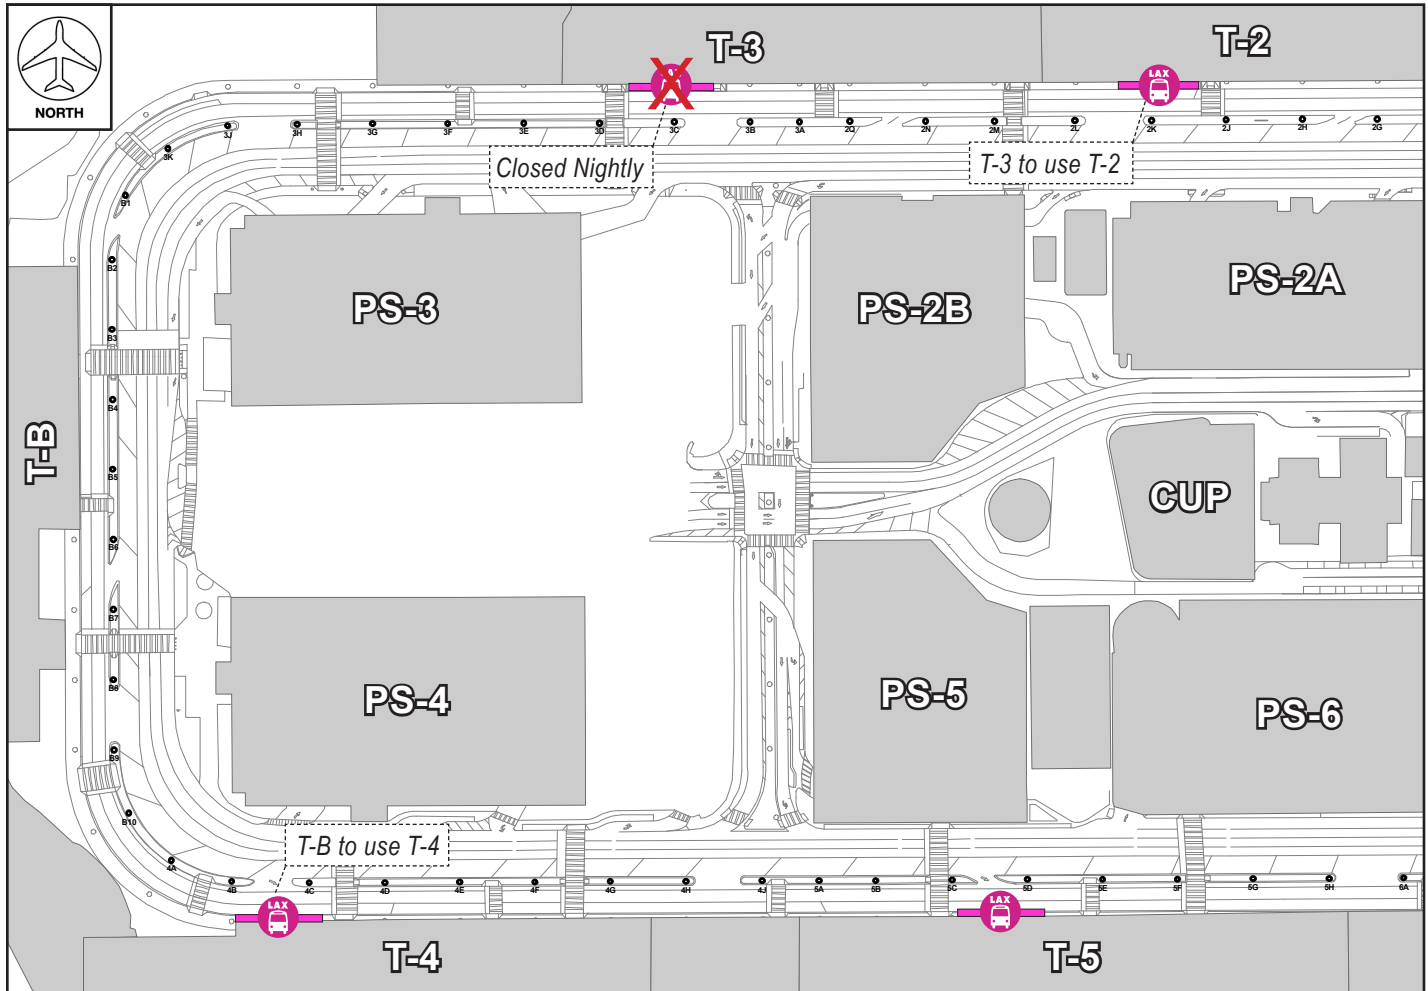 NORTH
T-3
T-2
LAX
3J
3H
3G
3F
3E
3D
3C
3B
3A
2Q
2N
2M
2L
2K
2J
2H
2G
3K
Closed Nightly
T-3 to use T-2
B1
B2
B3
B4
B5
B6
B7
B8
B9
B10
T-B
PS-3
PS-2B
PS-2A
CUP
PS-4
PS-5
PS-6
T-B to use T-4
4A
4B
4C
4D
4E
4F
4G
4H
4J
5A
5B
5C
5D
5E
5F
5G
5H
6A
LAX
LAX
T-4
T-5